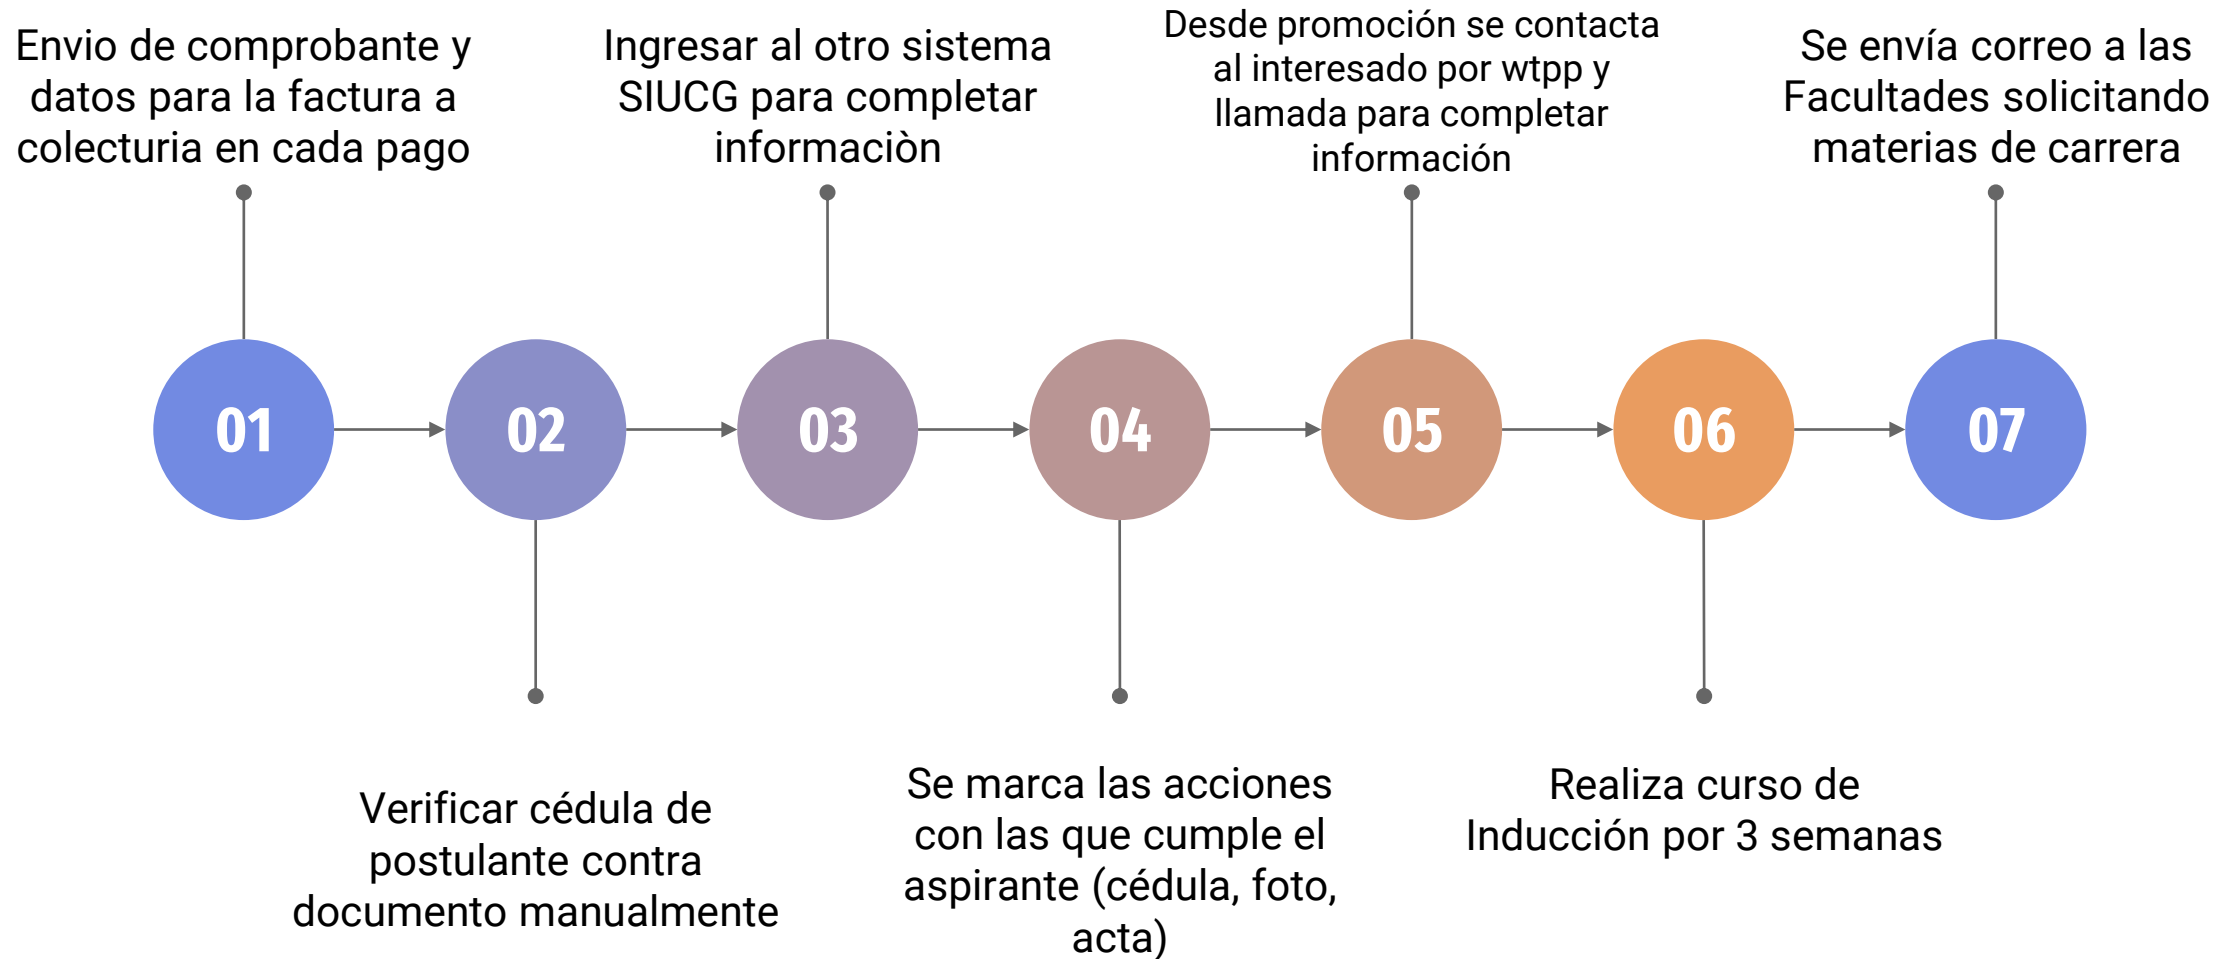 Envio de comprobante y
datos para la factura a
colecturia en cada pago
Ingresar al otro sistema
SIUCG para completar
informaciòn
Desde promoción se contacta
al interesado por wtpp y
llamada para completar
información
Se envía correo a las
Facultades solicitando
materias de carrera
01
02
03
04
05
06
07
Verificar cédula de
postulante contra
documento manualmente
Se marca las acciones
con las que cumple el
aspirante (cédula, foto,
acta)
Realiza curso de
Inducción por 3 semanas